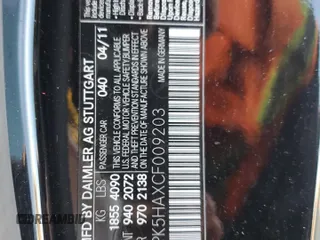 MFD BY DAIMLER AG STUTTGART
PASSENGER CAR 040 04/11
KG LBS THIS VEHICLE CONFORMS TO ALL APPLICABLE
1855 4090 U.S. FEDERAL MOTOR VEHICLE SAFETY, BUMPER
940 2072 AND THEFT PREVENTION STANDARDS IN EFFECT
970 2138 ON THE DATE OF MANUFACTURE SHOWN ABOVE
PK5HAXCF009203
MADE IN GERMANY